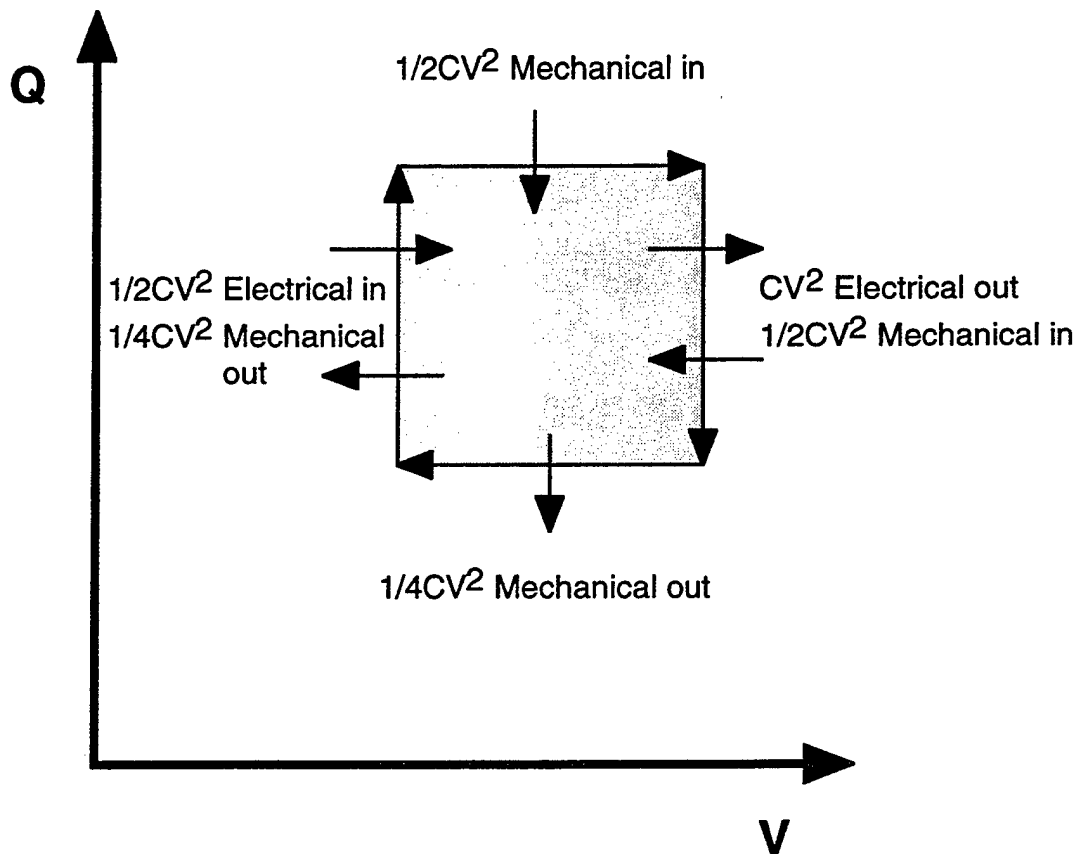 Q
1/2CV² Mechanical in
1/2CV² Electrical in
1/4CV² Mechanical
out
CV² Electrical out
1/2CV² Mechanical in
1/4CV² Mechanical out
V